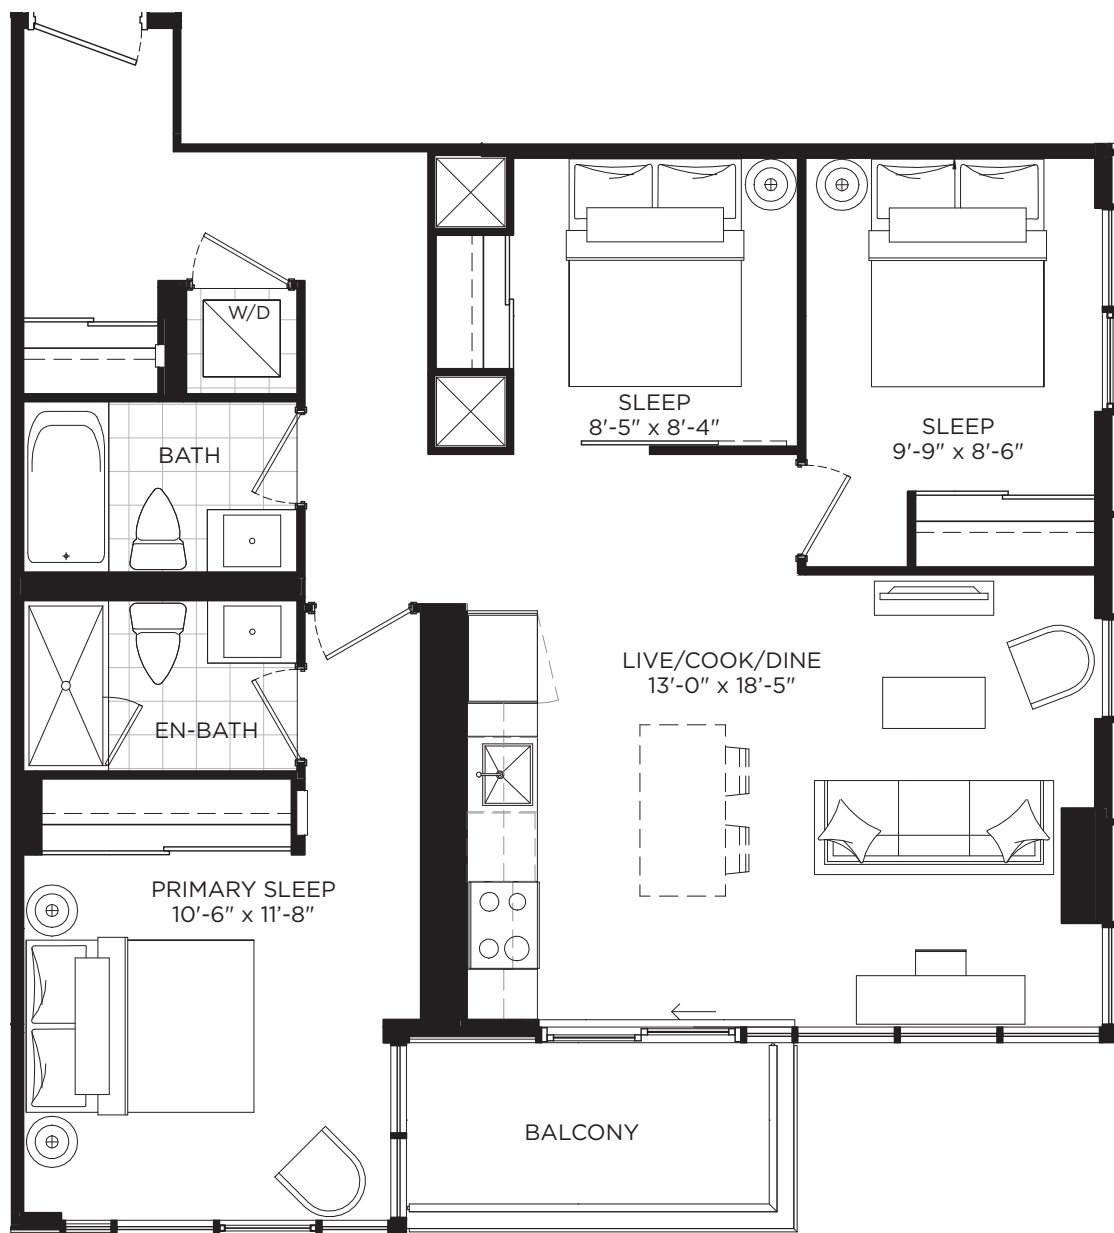 W/D
SLEEP
8'-5" x 8'-4"
SLEEP
9'-9" x 8'-6"
BATH
LIVE/COOK/DINE
13'-0" x 18'-5"
EN-BATH
PRIMARY SLEEP
10'-6" x 11'-8"
BALCONY